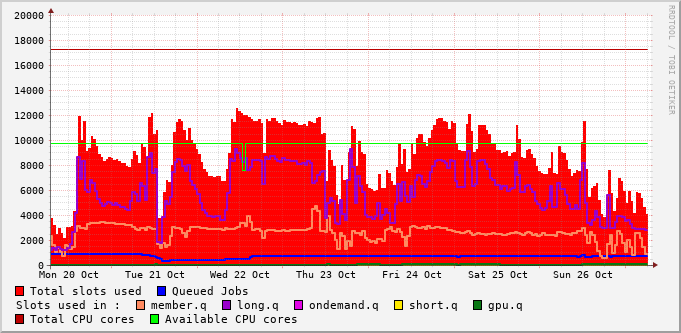 RRDTOOL / TOBI OETIKER
20000
18000
16000
14000
12000
10000
8000
6000
4000
2000
0
Mon 20 Oct Tue 21 Oct Wed 22 Oct Thu 23 Oct Fri 24 Oct Sat 25 Oct Sun 26 Oct
Total slots used Queued Jobs
Slots used in : member.q long.q ondemand.q short.q gpu.q
Total CPU cores Available CPU cores